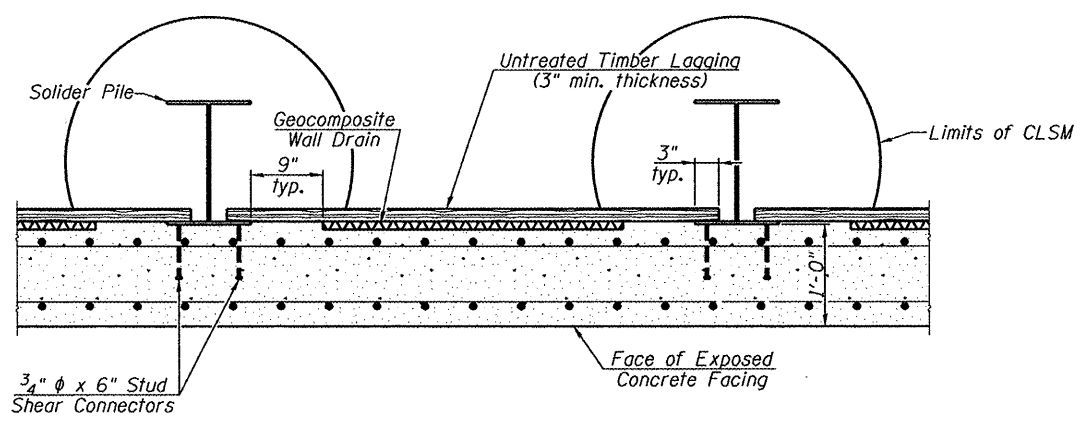 Untreated Timber Lagging
(3" min. thickness)
Solider Pile
Geocomposite
Wall Drain
Limits of CLSM
9"
typ.
3"
typ.
1'-0"
Face of Exposed
Concrete Facing
3/4" ϕ x 6" Stud
Shear Connectors